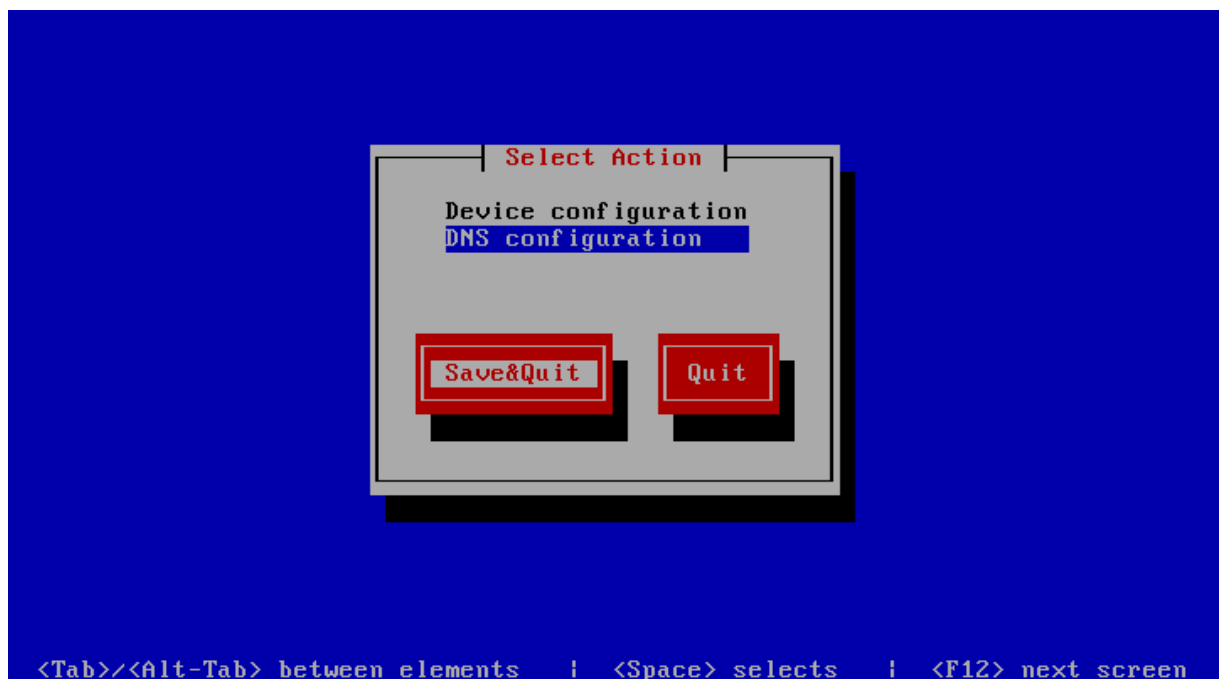 Select Action
Device configuration
DNS configuration
Save&Quit Quit
<Tab>/<Alt-Tab> between elements | <Space> selects | <F12> next screen